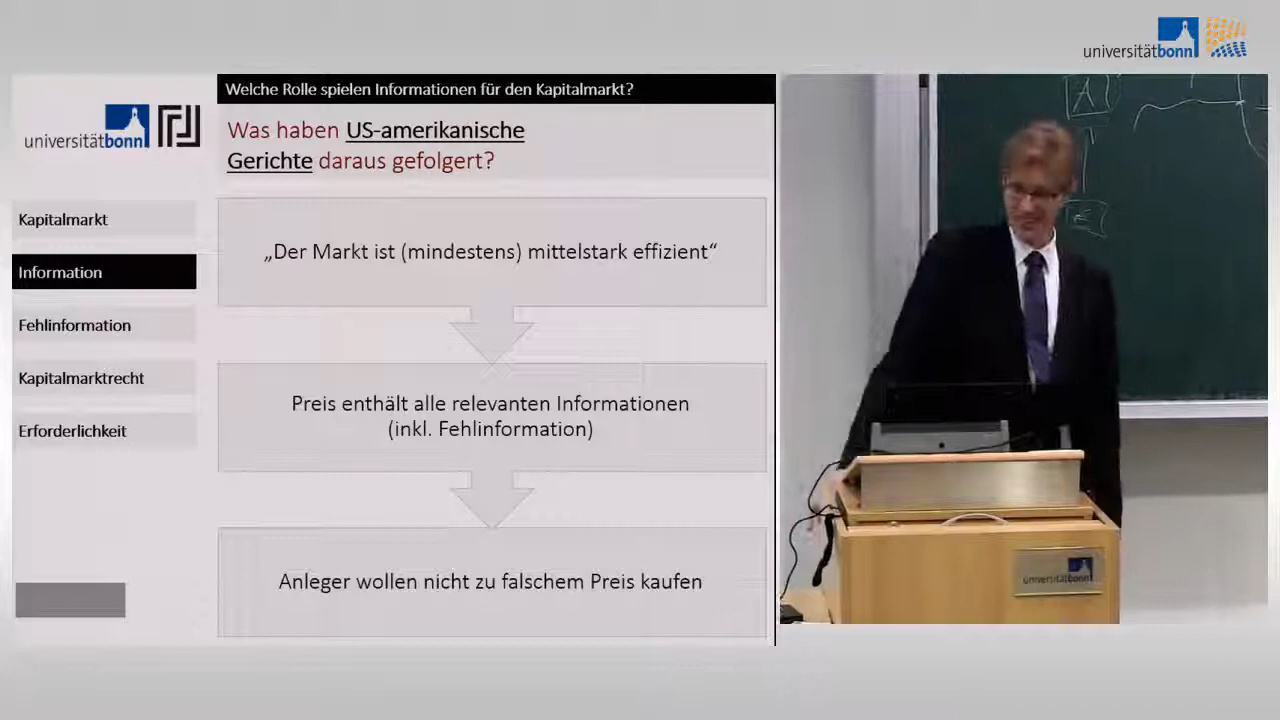 universitätbonn
Welche Rolle spielen Informationen für den Kapitalmarkt?
universitätbonn
Was haben US-amerikanische
Gerichte daraus gefolgert?
Kapitalmarkt
Information
Fehlinformation
Kapitalmarktrecht
Erforderlichkeit
„Der Markt ist (mindestens) mittelstark effizient“
Preis enthält alle relevanten Informationen
(inkl. Fehlinformation)
Anleger wollen nicht zu falschem Preis kaufen
A
universitätbonn